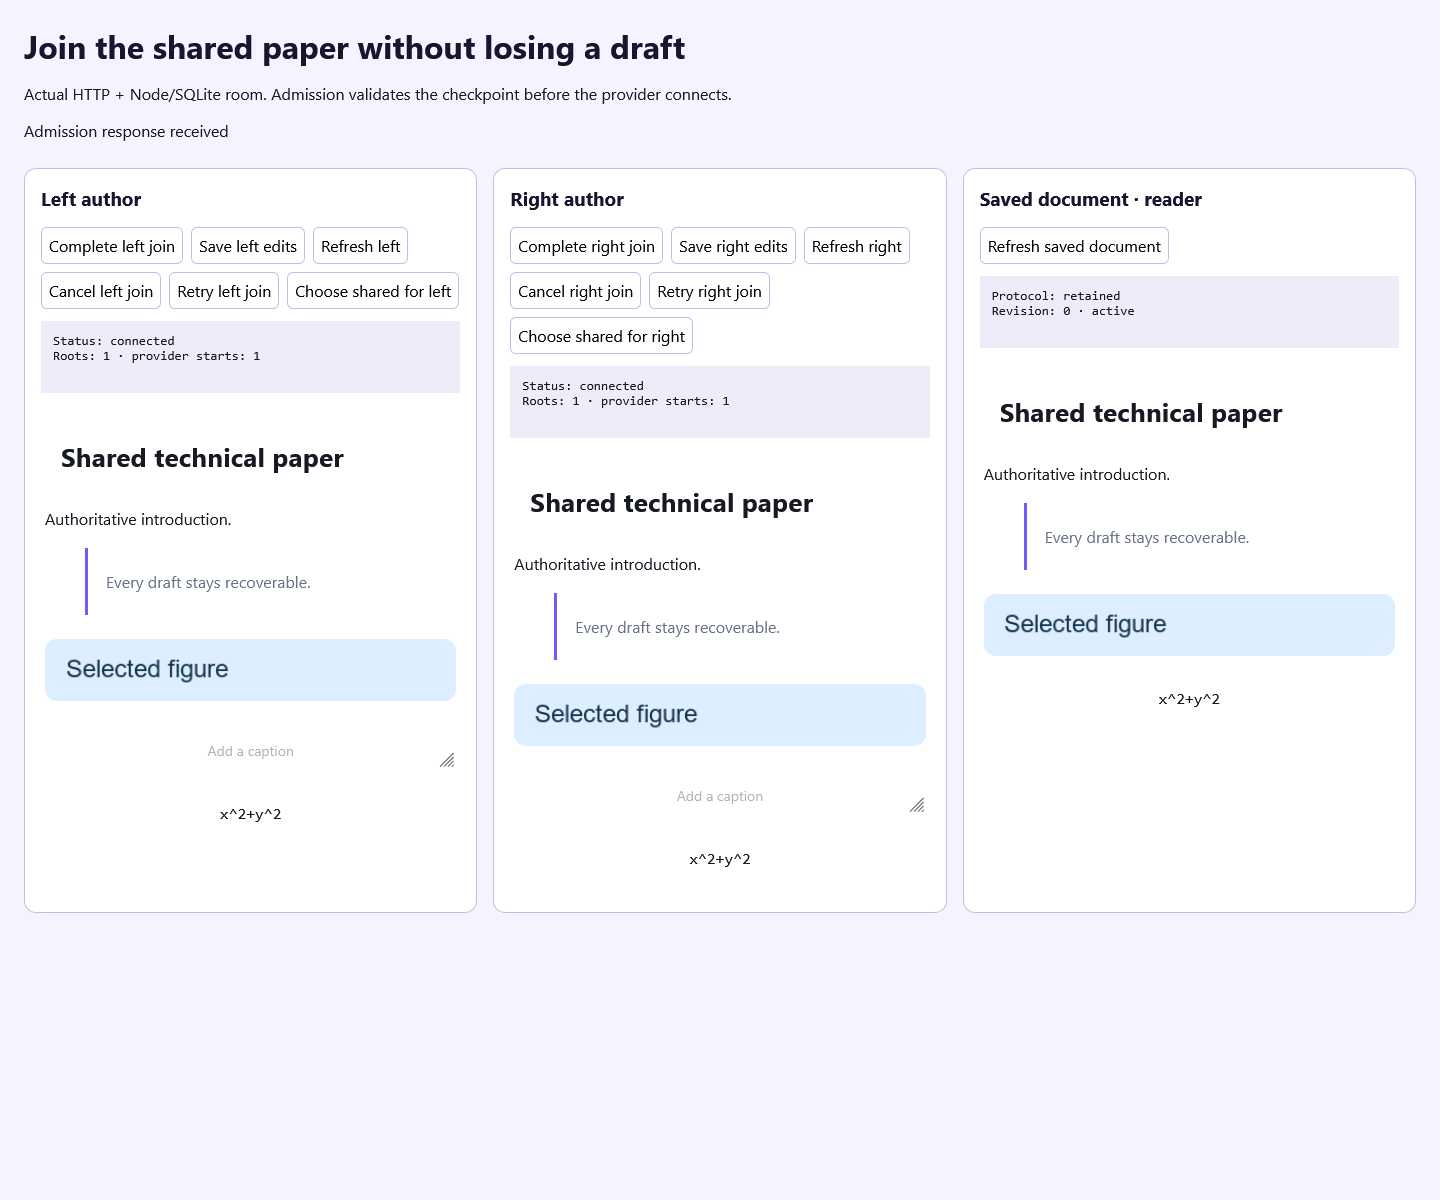 Join the shared paper without losing a draft
Actual HTTP + Node/SQLite room. Admission validates the checkpoint before the provider connects.
Admission response received
Left author
Complete left join
Save left edits
Refresh left
Cancel left join
Retry left join
Choose shared for left
Status: connected
Roots: 1 · provider starts: 1
Shared technical paper
Authoritative introduction.
Every draft stays recoverable.
Selected figure
Add a caption
x^2+y^2
Right author
Complete right join
Save right edits
Refresh right
Cancel right join
Retry right join
Choose shared for right
Status: connected
Roots: 1 · provider starts: 1
Shared technical paper
Authoritative introduction.
Every draft stays recoverable.
Selected figure
Add a caption
x^2+y^2
Saved document · reader
Refresh saved document
Protocol: retained
Revision: 0 · active
Shared technical paper
Authoritative introduction.
Every draft stays recoverable.
Selected figure
x^2+y^2